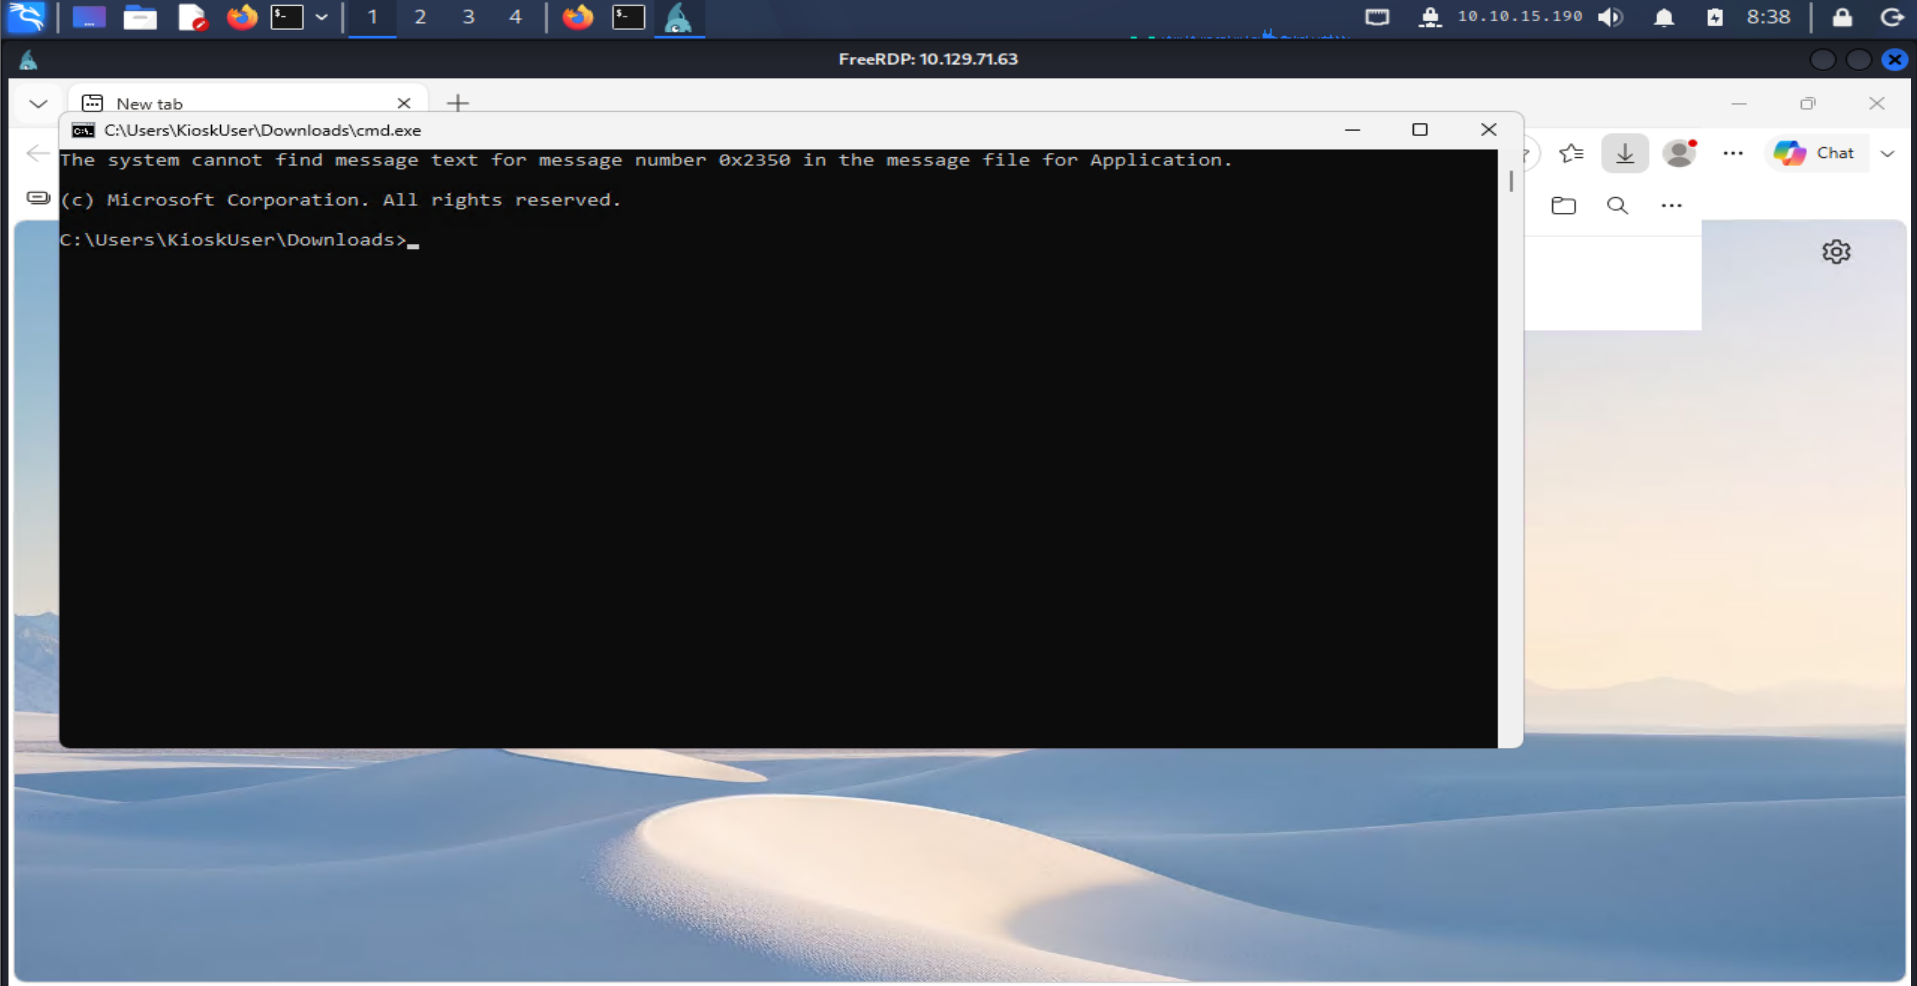 1 2 3 4 10.10.15.190 8:38
FreeRDP: 10.129.71.63
New tab
C:\Users\KioskUser\Downloads\cmd.exe
Chat
The system cannot find message text for message number 0x2350 in the message file for Application.
(c) Microsoft Corporation. All rights reserved.
C:\Users\KioskUser\Downloads>_